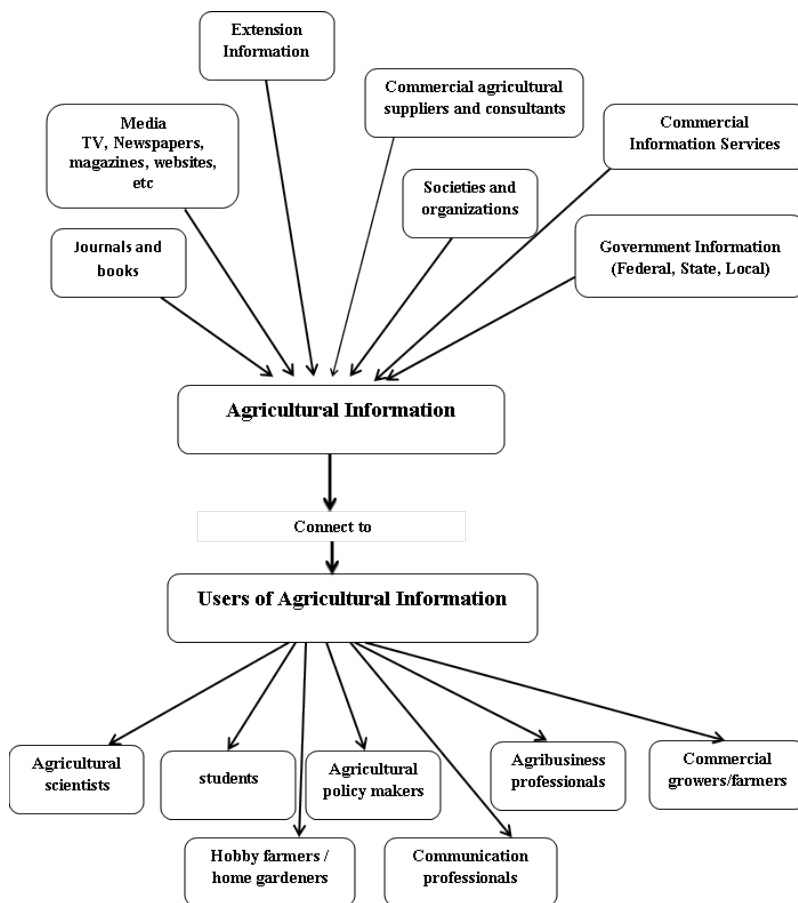 Extension
Information
Commercial agricultural
suppliers and consultants
Media
TV, Newspapers,
magazines, websites,
etc
Commercial
Information Services
Societies and
organizations
Journals and
books
Government Information
(Federal, State, Local)
Agricultural Information
Connect to
Users of Agricultural Information
Agricultural
scientists
students
Agricultural
policy makers
Agribusiness
professionals
Commercial
growers/farmers
Hobby farmers /
home gardeners
Communication
professionals